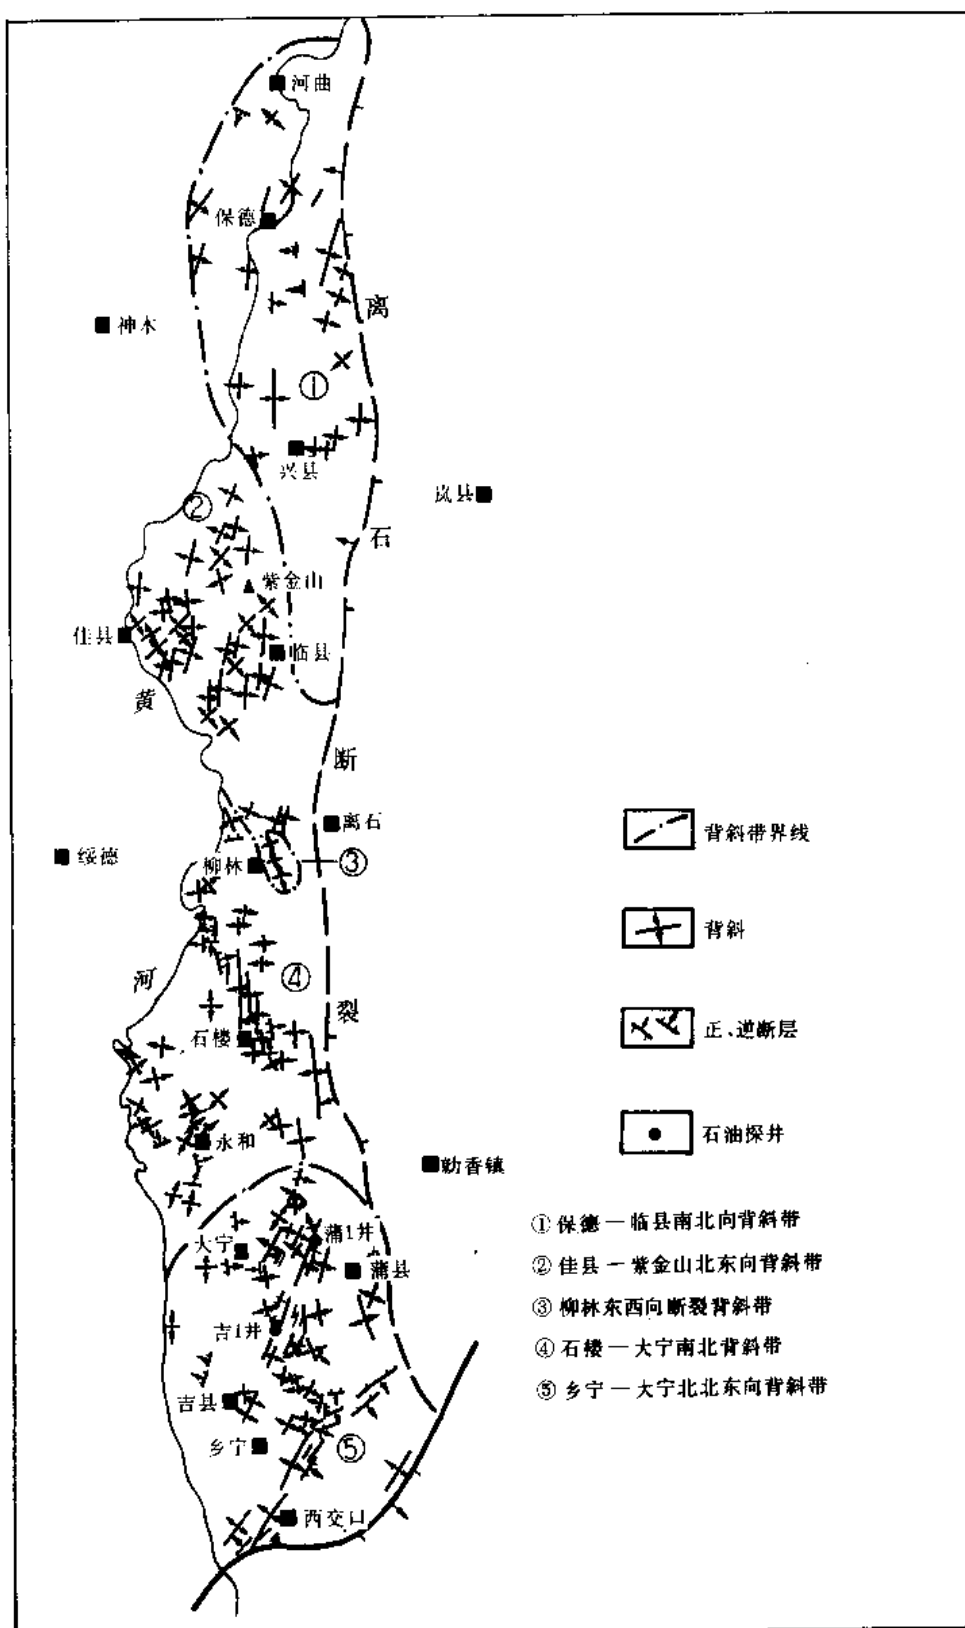 河曲
保德
神木
离
①
兴县
岚县
②
石
紫金山
佳县
临县
黄
断
离石
绥德
柳林
③
河
④
裂
石楼
永和
勍香镇
大宁
蒲1井
蒲县
吉1井
吉县
乡宁
⑤
西交口
背斜带界线
背斜
正、逆断层
石油探井
①保德—临县南北向背斜带
②佳县—紫金山北东向背斜带
③柳林东西向断裂背斜带
④石楼—大宁南北背斜带
⑤乡宁—大宁北北东向背斜带